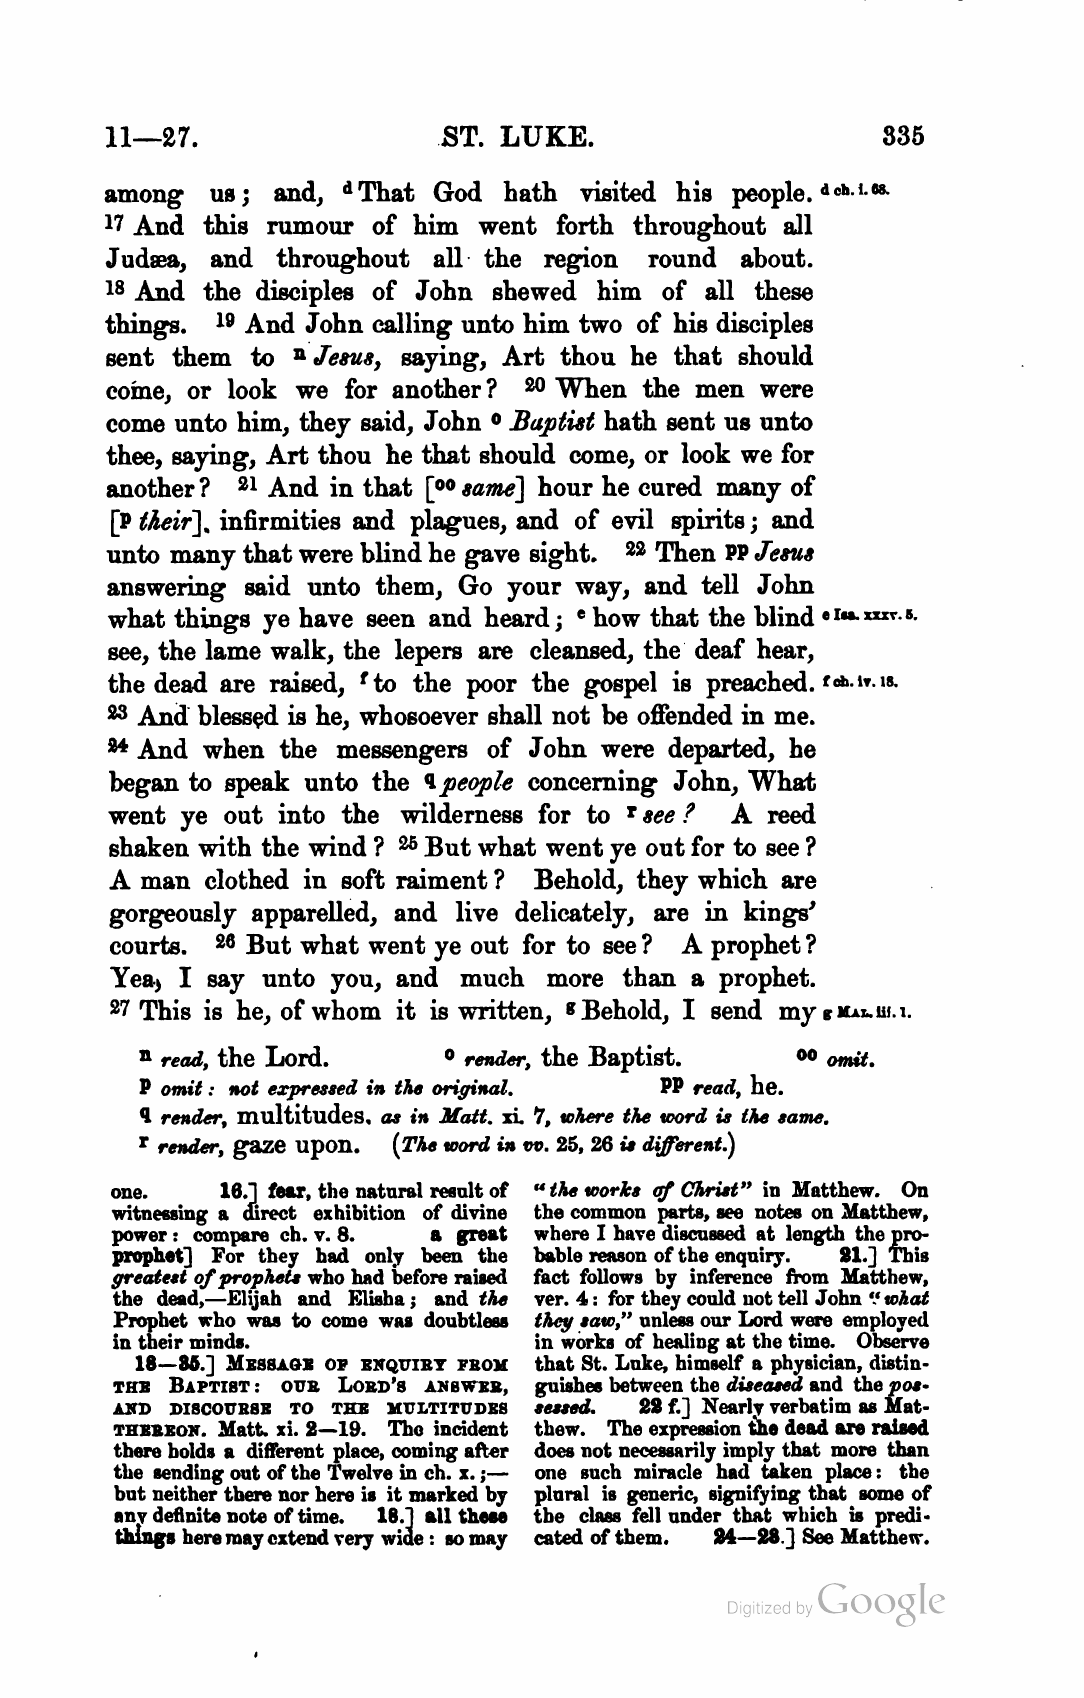 11—27. ST. LUKE. 335
among us; and, d That God hath visited his people. d ch. i. 68.
17 And this rumour of him went forth throughout all
Judæa, and throughout all the region round about.
18 And the disciples of John shewed him of all these
things. 19 And John calling unto him two of his disciples
sent them to n Jesus, saying, Art thou he that should
come, or look we for another? 20 When the men were
come unto him, they said, John o Baptist hath sent us unto
thee, saying, Art thou he that should come, or look we for
another? 21 And in that [oo same] hour he cured many of
[p their], infirmities and plagues, and of evil spirits; and
unto many that were blind he gave sight. 22 Then pp Jesus
answering said unto them, Go your way, and tell John
what things ye have seen and heard; e how that the blind e Isa. xxxv. 5.
see, the lame walk, the lepers are cleansed, the deaf hear,
the dead are raised, f to the poor the gospel is preached. f ch. iv. 18.
23 And blessed is he, whosoever shall not be offended in me.
24 And when the messengers of John were departed, he
began to speak unto the q people concerning John, What
went ye out into the wilderness for to r see? A reed
shaken with the wind? 25 But what went ye out for to see?
A man clothed in soft raiment? Behold, they which are
gorgeously apparelled, and live delicately, are in kings'
courts. 26 But what went ye out for to see? A prophet?
Yea, I say unto you, and much more than a prophet.
27 This is he, of whom it is written, g Behold, I send my g MAL. iii. 1.
n read, the Lord. o render, the Baptist. oo omit.
p omit: not expressed in the original. pp read, he.
q render, multitudes, as in Matt. xi. 7, where the word is the same.
r render, gaze upon. (The word in vv. 25, 26 is different.)
one. 16.] fear, the natural result of
witnessing a direct exhibition of divine
power: compare ch. v. 8. a great
prophet] For they had only been the
greatest of prophets who had before raised
the dead,—Elijah and Elisha; and the
Prophet who was to come was doubtless
in their minds.
18—35.] MESSAGE OF ENQUIRY FROM
THE BAPTIST: OUR LORD'S ANSWER,
AND DISCOURSE TO THE MULTITUDES
THEREON. Matt. xi. 2—19. The incident
there holds a different place, coming after
the sending out of the Twelve in ch. x.;—
but neither there nor here is it marked by
any definite note of time. 18.] all these
things here may extend very wide: so may
"the works of Christ" in Matthew. On
the common parts, see notes on Matthew,
where I have discussed at length the pro-
bable reason of the enquiry. 21.] This
fact follows by inference from Matthew,
ver. 4: for they could not tell John "what
they saw," unless our Lord were employed
in works of healing at the time. Observe
that St. Luke, himself a physician, distin-
guishes between the diseased and the pos-
sessed. 22 f.] Nearly verbatim as Mat-
thew. The expression the dead are raised
does not necessarily imply that more than
one such miracle had taken place: the
plural is generic, signifying that some of
the class fell under that which is predi-
cated of them. 24—28.] See Matthew.
Digitized by Google